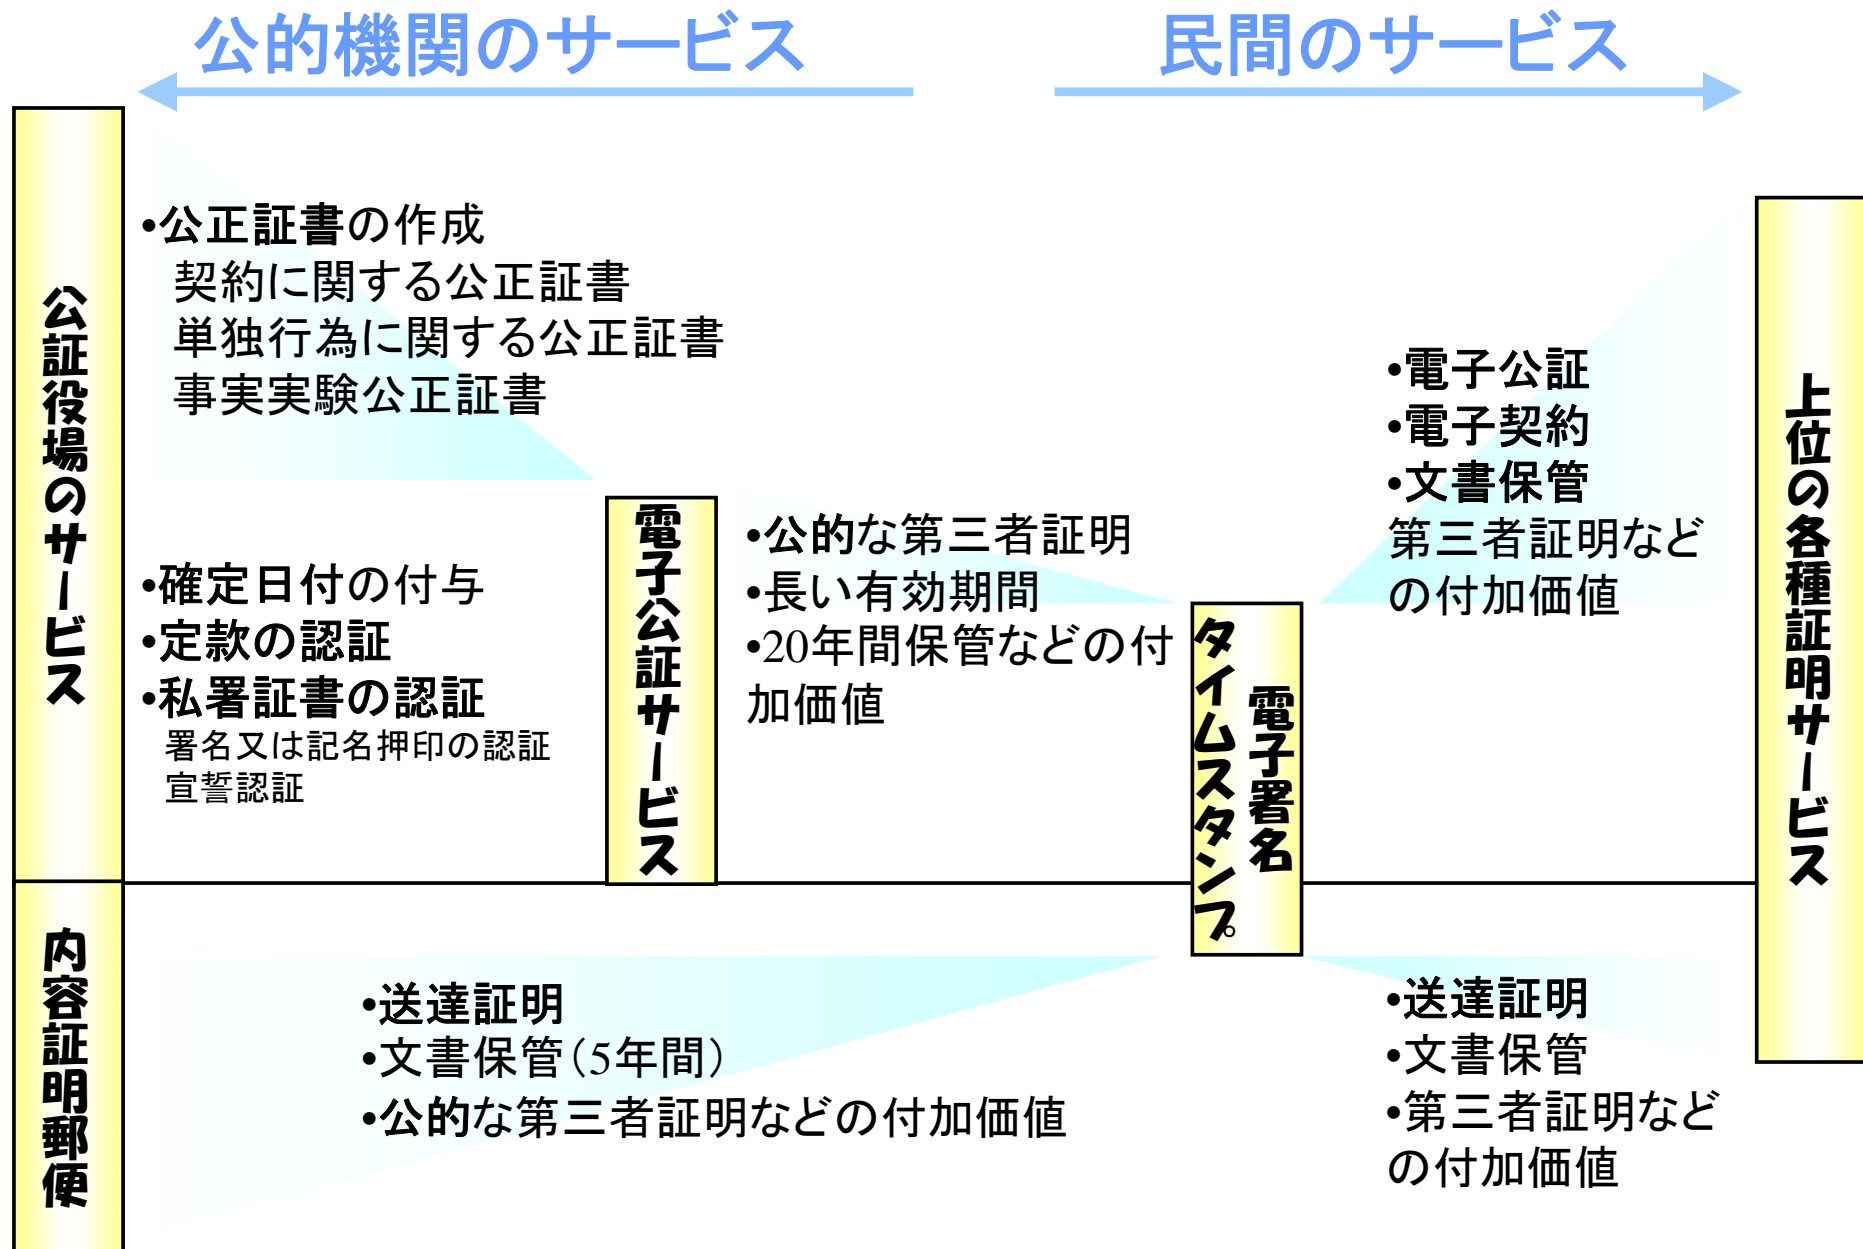 公的機関のサービス
民間のサービス
公証役場のサービス
•公正証書の作成
契約に関する公正証書
単独行為に関する公正証書
事実実験公正証書
•確定日付の付与
•定款の認証
•私署証書の認証
署名又は記名押印の認証
宣誓認証
電子公証サービス
•公的な第三者証明
•長い有効期間
•20年間保管などの付
加価値
電子署名
タイムスタンプ
•電子公証
•電子契約
•文書保管
第三者証明など
の付加価値
上位の各種証明サービス
内容証明郵便
•送達証明
•文書保管（5年間）
•公的な第三者証明などの付加価値
•送達証明
•文書保管
•第三者証明など
の付加価値